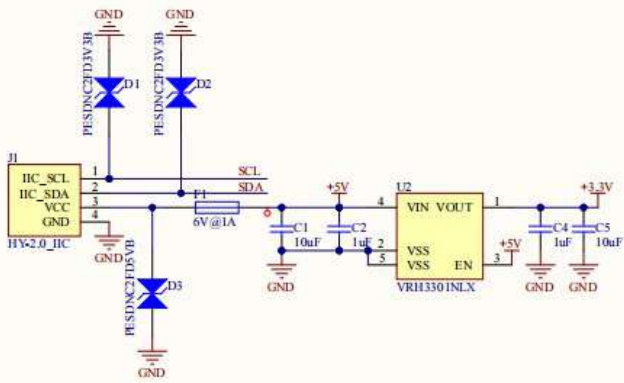 GND
GND
PESDNC2FD3V3B
D1
PESDNC2FD3V3B
D2
J1
IIC_SCL
1
SCL
IIC_SDA
2
SDA
VCC
3
GND
4
HY-2.0_IIC
GND
F1
6V@1A
PESDNC2FD5VB
D3
GND
C1
10uF
GND
+5V
C2
1uF
U2
4
VIN
VOUT
1
2
VSS
5
VSS
EN
3
+5V
VRH3301NLX
+3.3V
C4
1uF
GND
C5
10uF
GND